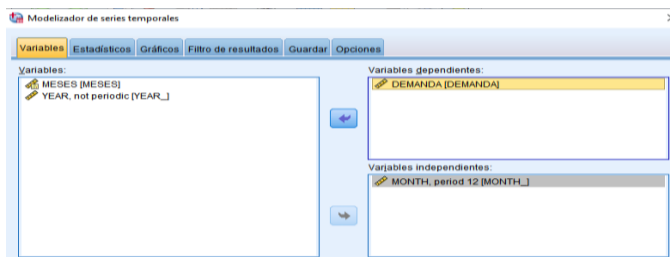 Modelizador de series temporales
Variables Estadísticos Gráficos Filtro de resultados Guardar Opciones
Variables:
MESES [MESES]
YEAR, not periodic [YEAR_]
Variables dependientes:
DEMANDA [DEMANDA]
Variables independientes:
MONTH, period 12 [MONTH_]